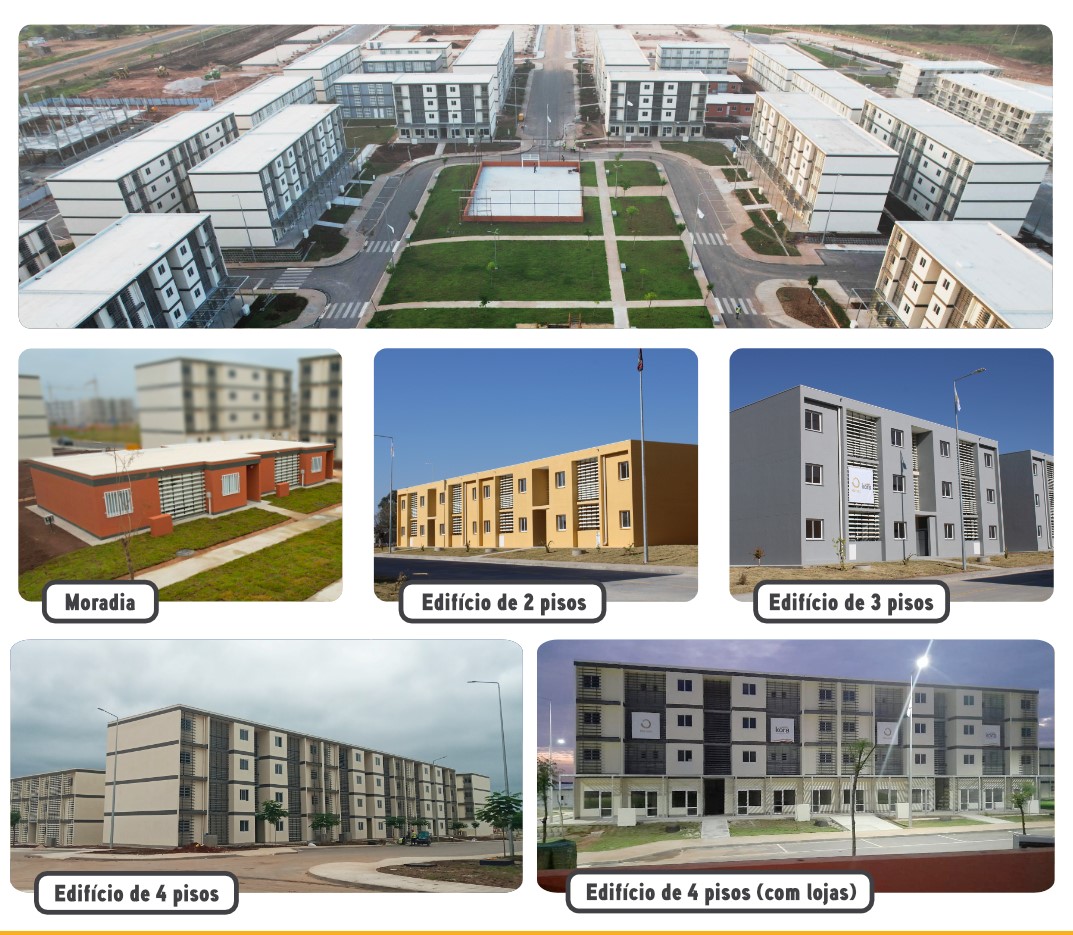 Moradia
Edifício de 2 pisos
Edifício de 3 pisos
Edifício de 4 pisos
kora
Edifício de 4 pisos (com lojas)